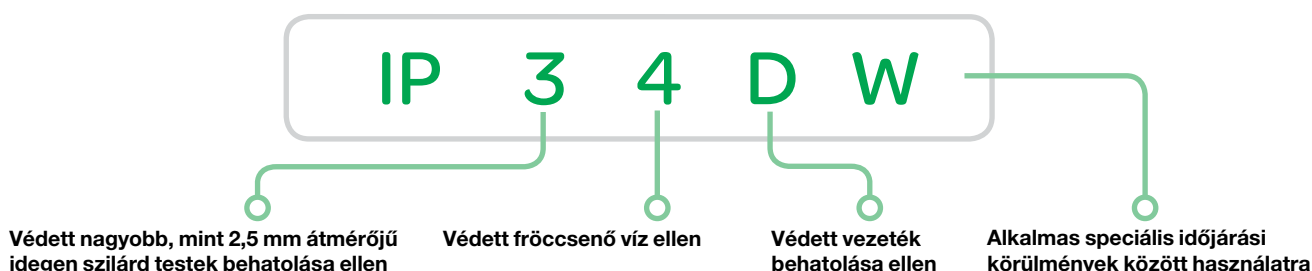 IP 3 4 D W
Védett nagyobb, mint 2,5 mm átmérőjű
idegen szilárd testek behatolása ellen
Védett fröccsenő víz ellen
Védett vezeték
behatolása ellen
Alkalmas speciális időjárási
körülmények között használatra